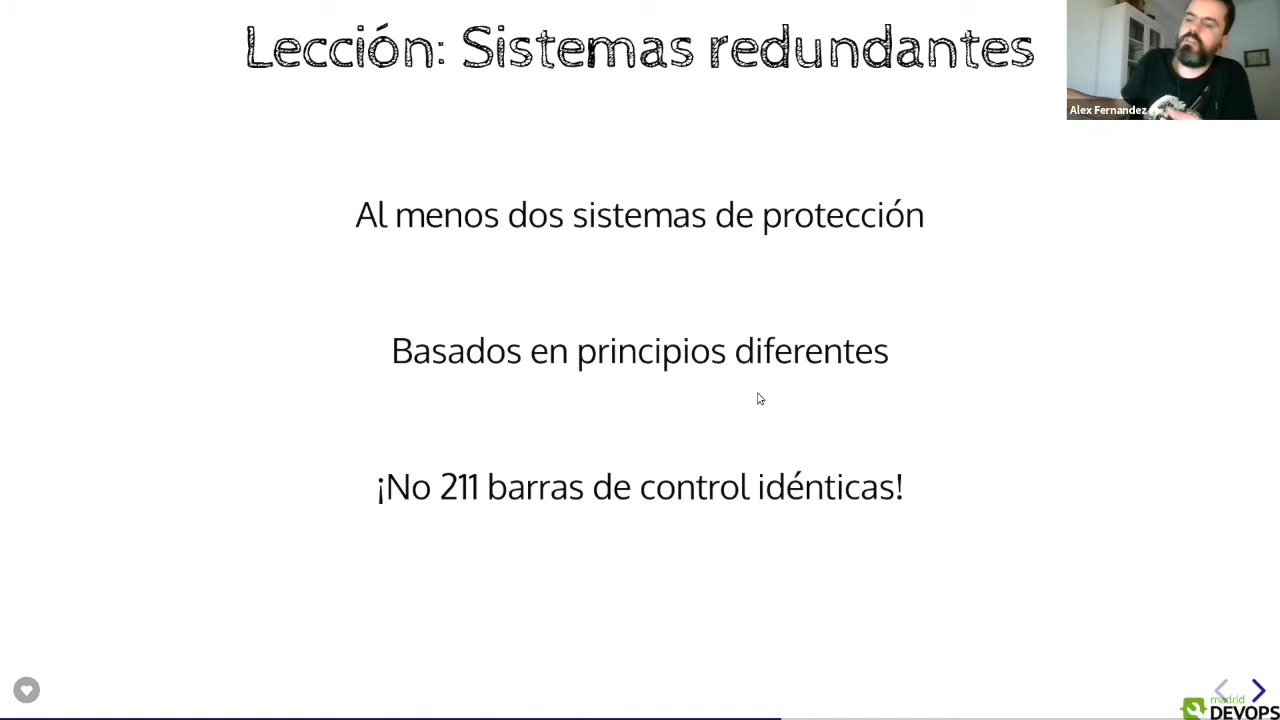 Lección: Sistemas redundantes
Alex Fernandez
Al menos dos sistemas de protección
Basados en principios diferentes
¡No 211 barras de control idénticas!
madrid
DEVOPS